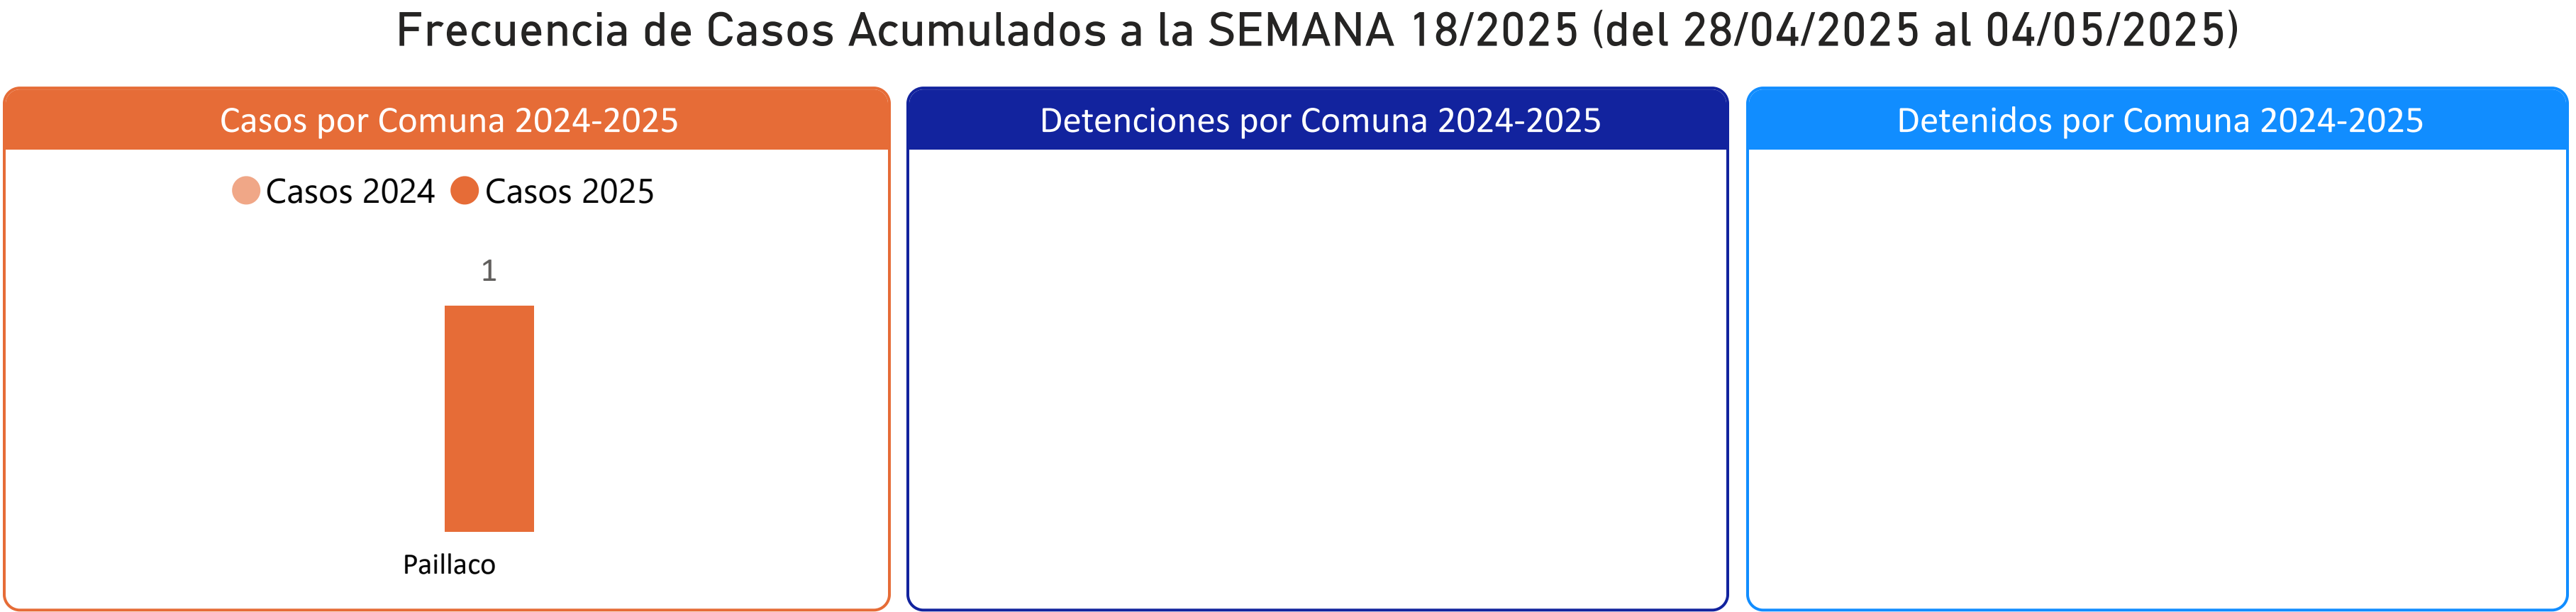 Frecuencia de Casos Acumulados a la SEMANA 18/2025 (del 28/04/2025 al 04/05/2025)
Casos por Comuna 2024-2025
Casos 2024 Casos 2025
1
Paillaco
Detenciones por Comuna 2024-2025
Detenidos por Comuna 2024-2025